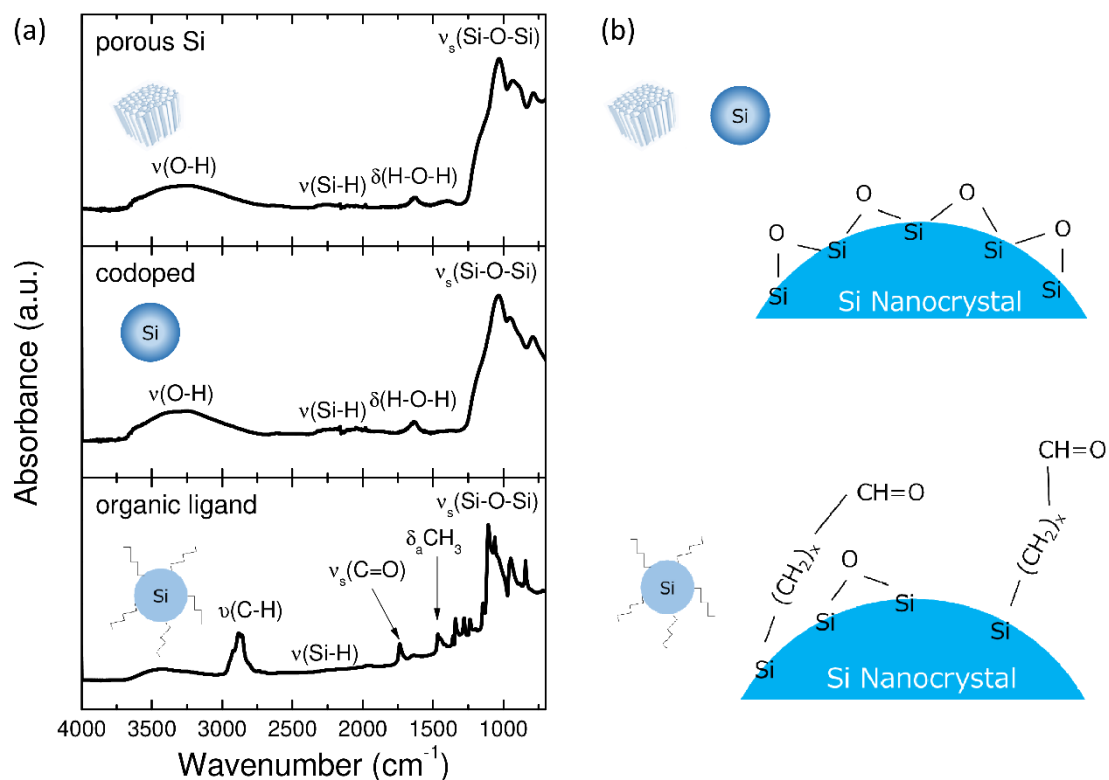 (a)
porous Si
νs(Si-O-Si)
ν(O-H)
ν(Si-H)
δ(H-O-H)
codoped
νs(Si-O-Si)
Si
ν(O-H)
ν(Si-H)
δ(H-O-H)
organic ligand
νs(Si-O-Si)
δaCH3
νs(C=O)
Si
υ(C-H)
ν(Si-H)
4000 3500 3000 2500 2000 1500 1000
Wavenumber (cm-1)
Absorbance (a.u.)
(b)
Si
O O O O
Si Si Si Si Si
Si Nanocrystal
CH=O
CH=O
(CH2)x
(CH2)x
O
Si
Si Si Si Si
Si Nanocrystal